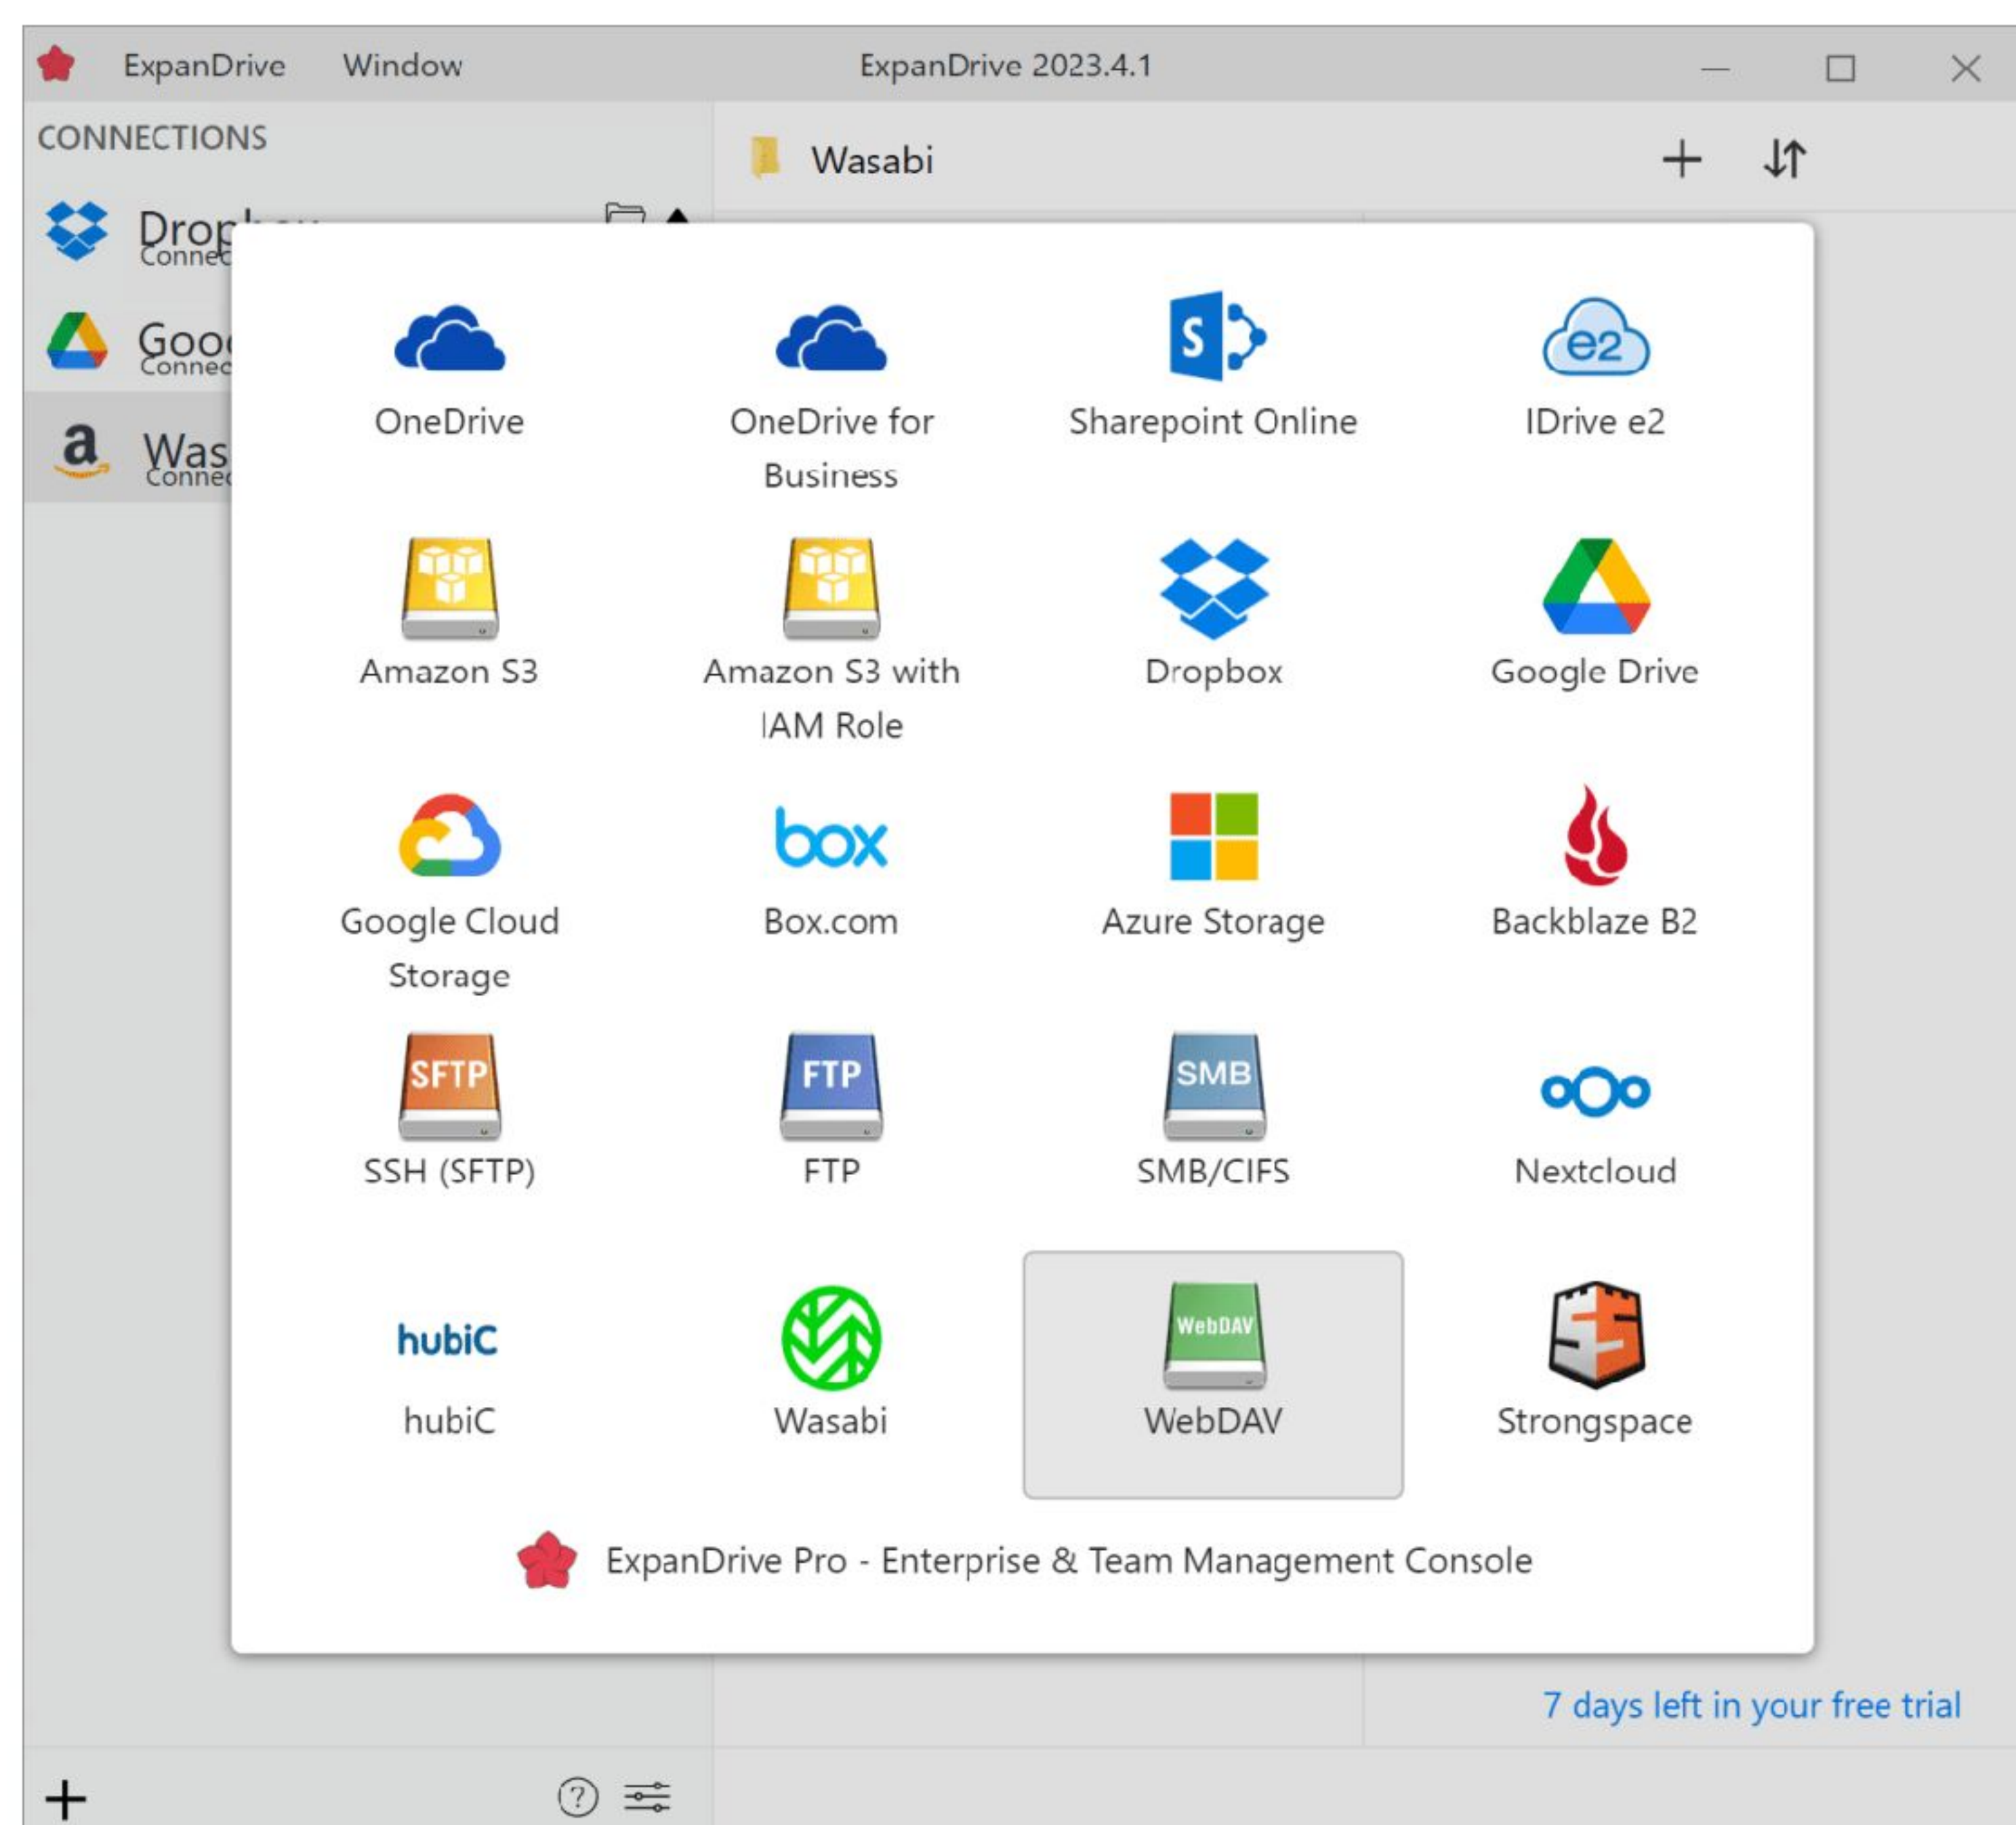 ExpanDrive Window ExpanDrive 2023.4.1
CONNECTIONS
Wasabi
OneDrive
OneDrive for
Business
S
Sharepoint Online
e2
IDrive e2
Amazon S3
Amazon S3 with
IAM Role
Dropbox
Google Drive
Google Cloud
Storage
box
Box.com
Azure Storage
Backblaze B2
SFTP
SSH (SFTP)
FTP
FTP
SMB
SMB/CIFS
Nextcloud
hubiC
hubiC
Wasabi
WebDAV
WebDAV
Strongspace
ExpanDrive Pro - Enterprise & Team Management Console
7 days left in your free trial